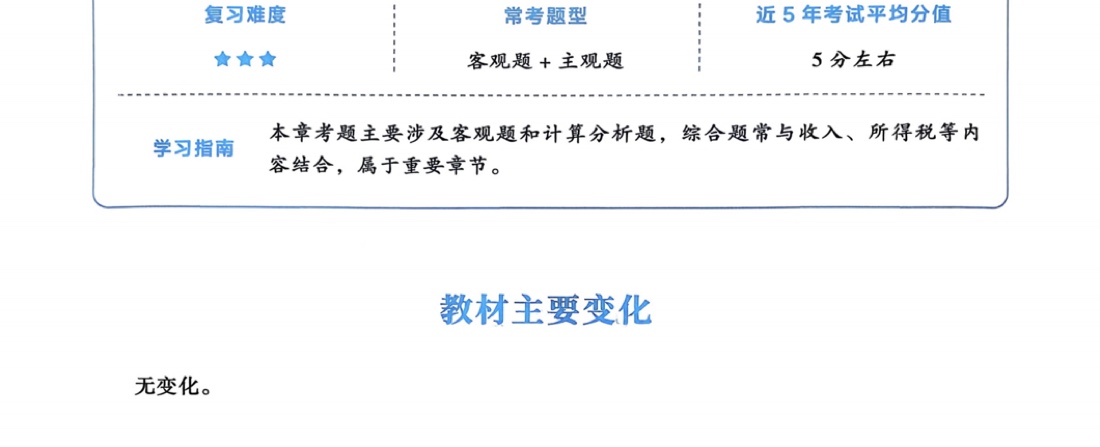 复习难度 常考题型 近 5 年考试平均分值
★★★ 客观题 + 主观题 5 分左右
学习指南
本章考题主要涉及客观题和计算分析题，综合题常与收入、所得税等内
容结合，属于重要章节。
教材主要变化
无变化。